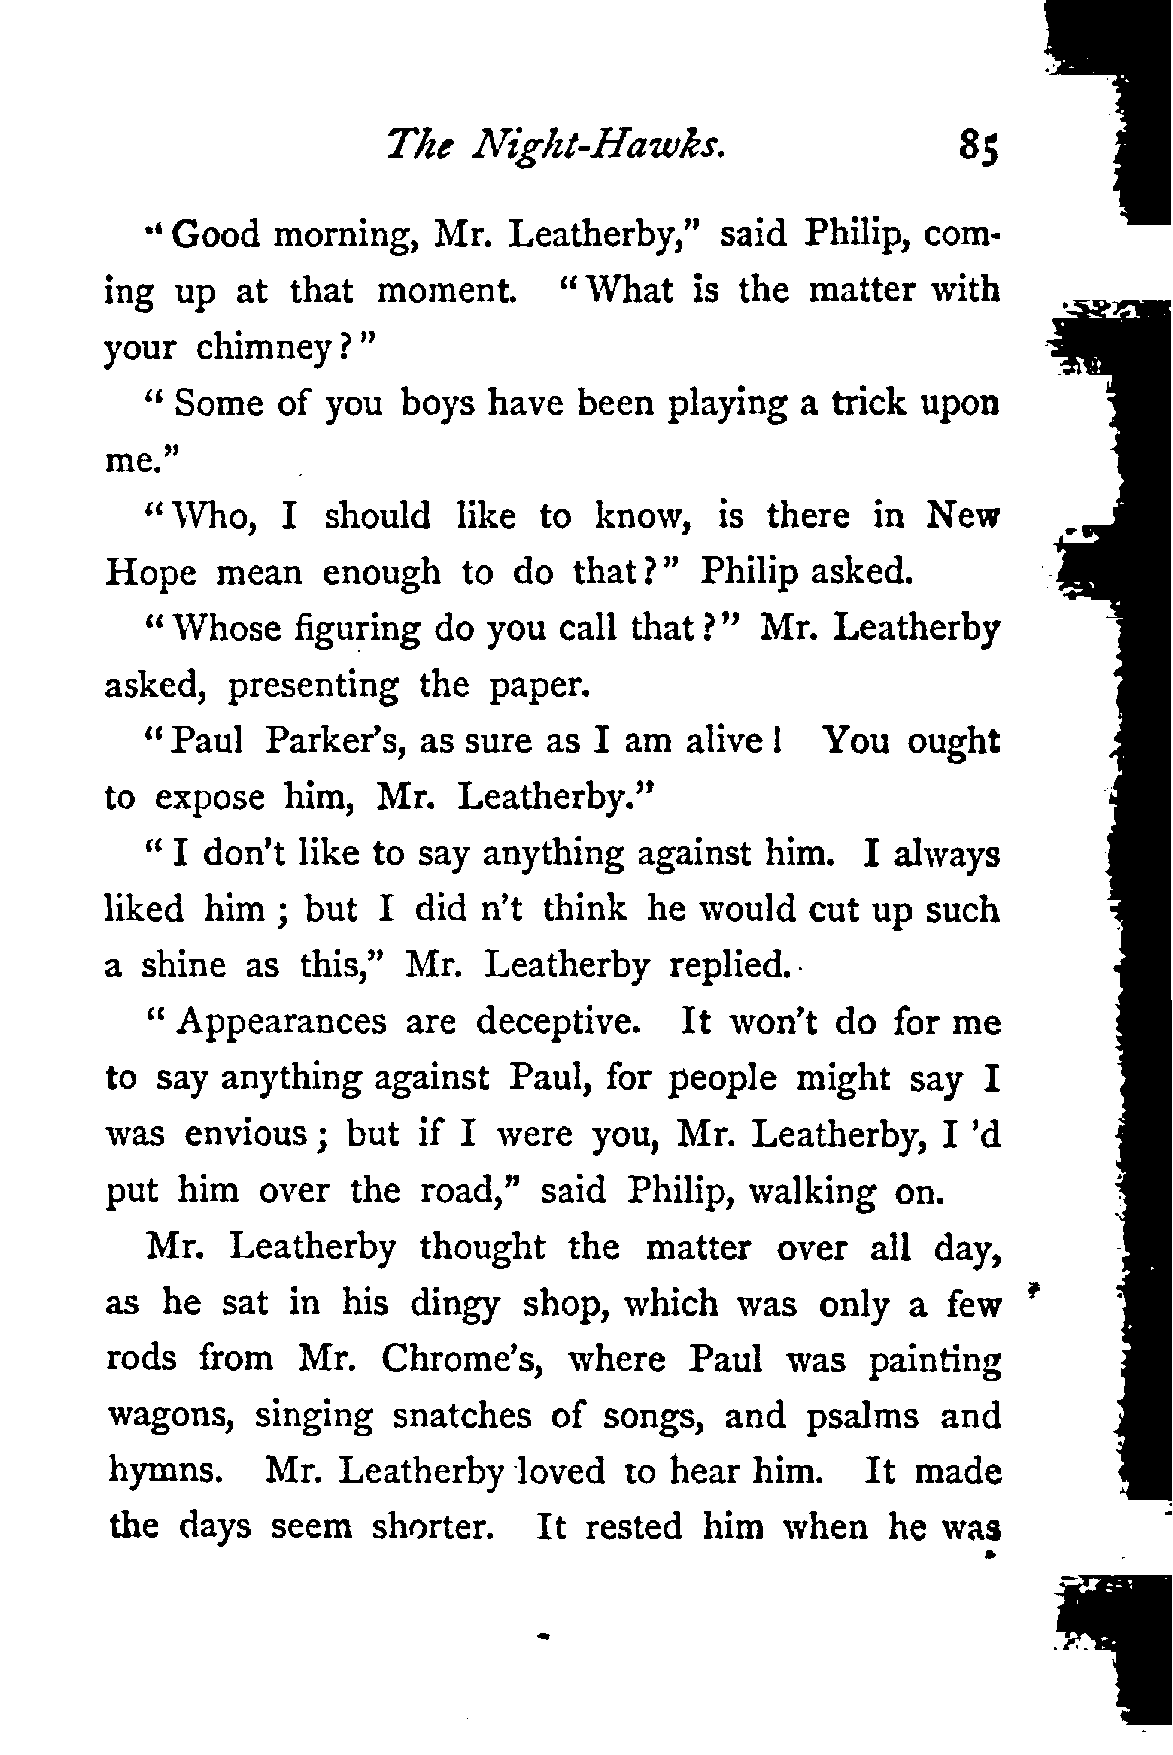 The Night-Hawks. 85
"Good morning, Mr. Leatherby," said Philip, com-
ing up at that moment. "What is the matter with
your chimney?"
"Some of you boys have been playing a trick upon
me."
"Who, I should like to know, is there in New
Hope mean enough to do that?" Philip asked.
"Whose figuring do you call that?" Mr. Leatherby
asked, presenting the paper.
"Paul Parker's, as sure as I am alive! You ought
to expose him, Mr. Leatherby."
"I don't like to say anything against him. I always
liked him; but I did n't think he would cut up such
a shine as this," Mr. Leatherby replied.
"Appearances are deceptive. It won't do for me
to say anything against Paul, for people might say I
was envious; but if I were you, Mr. Leatherby, I 'd
put him over the road," said Philip, walking on.
Mr. Leatherby thought the matter over all day,
as he sat in his dingy shop, which was only a few
rods from Mr. Chrome's, where Paul was painting
wagons, singing snatches of songs, and psalms and
hymns. Mr. Leatherby loved to hear him. It made
the days seem shorter. It rested him when he was